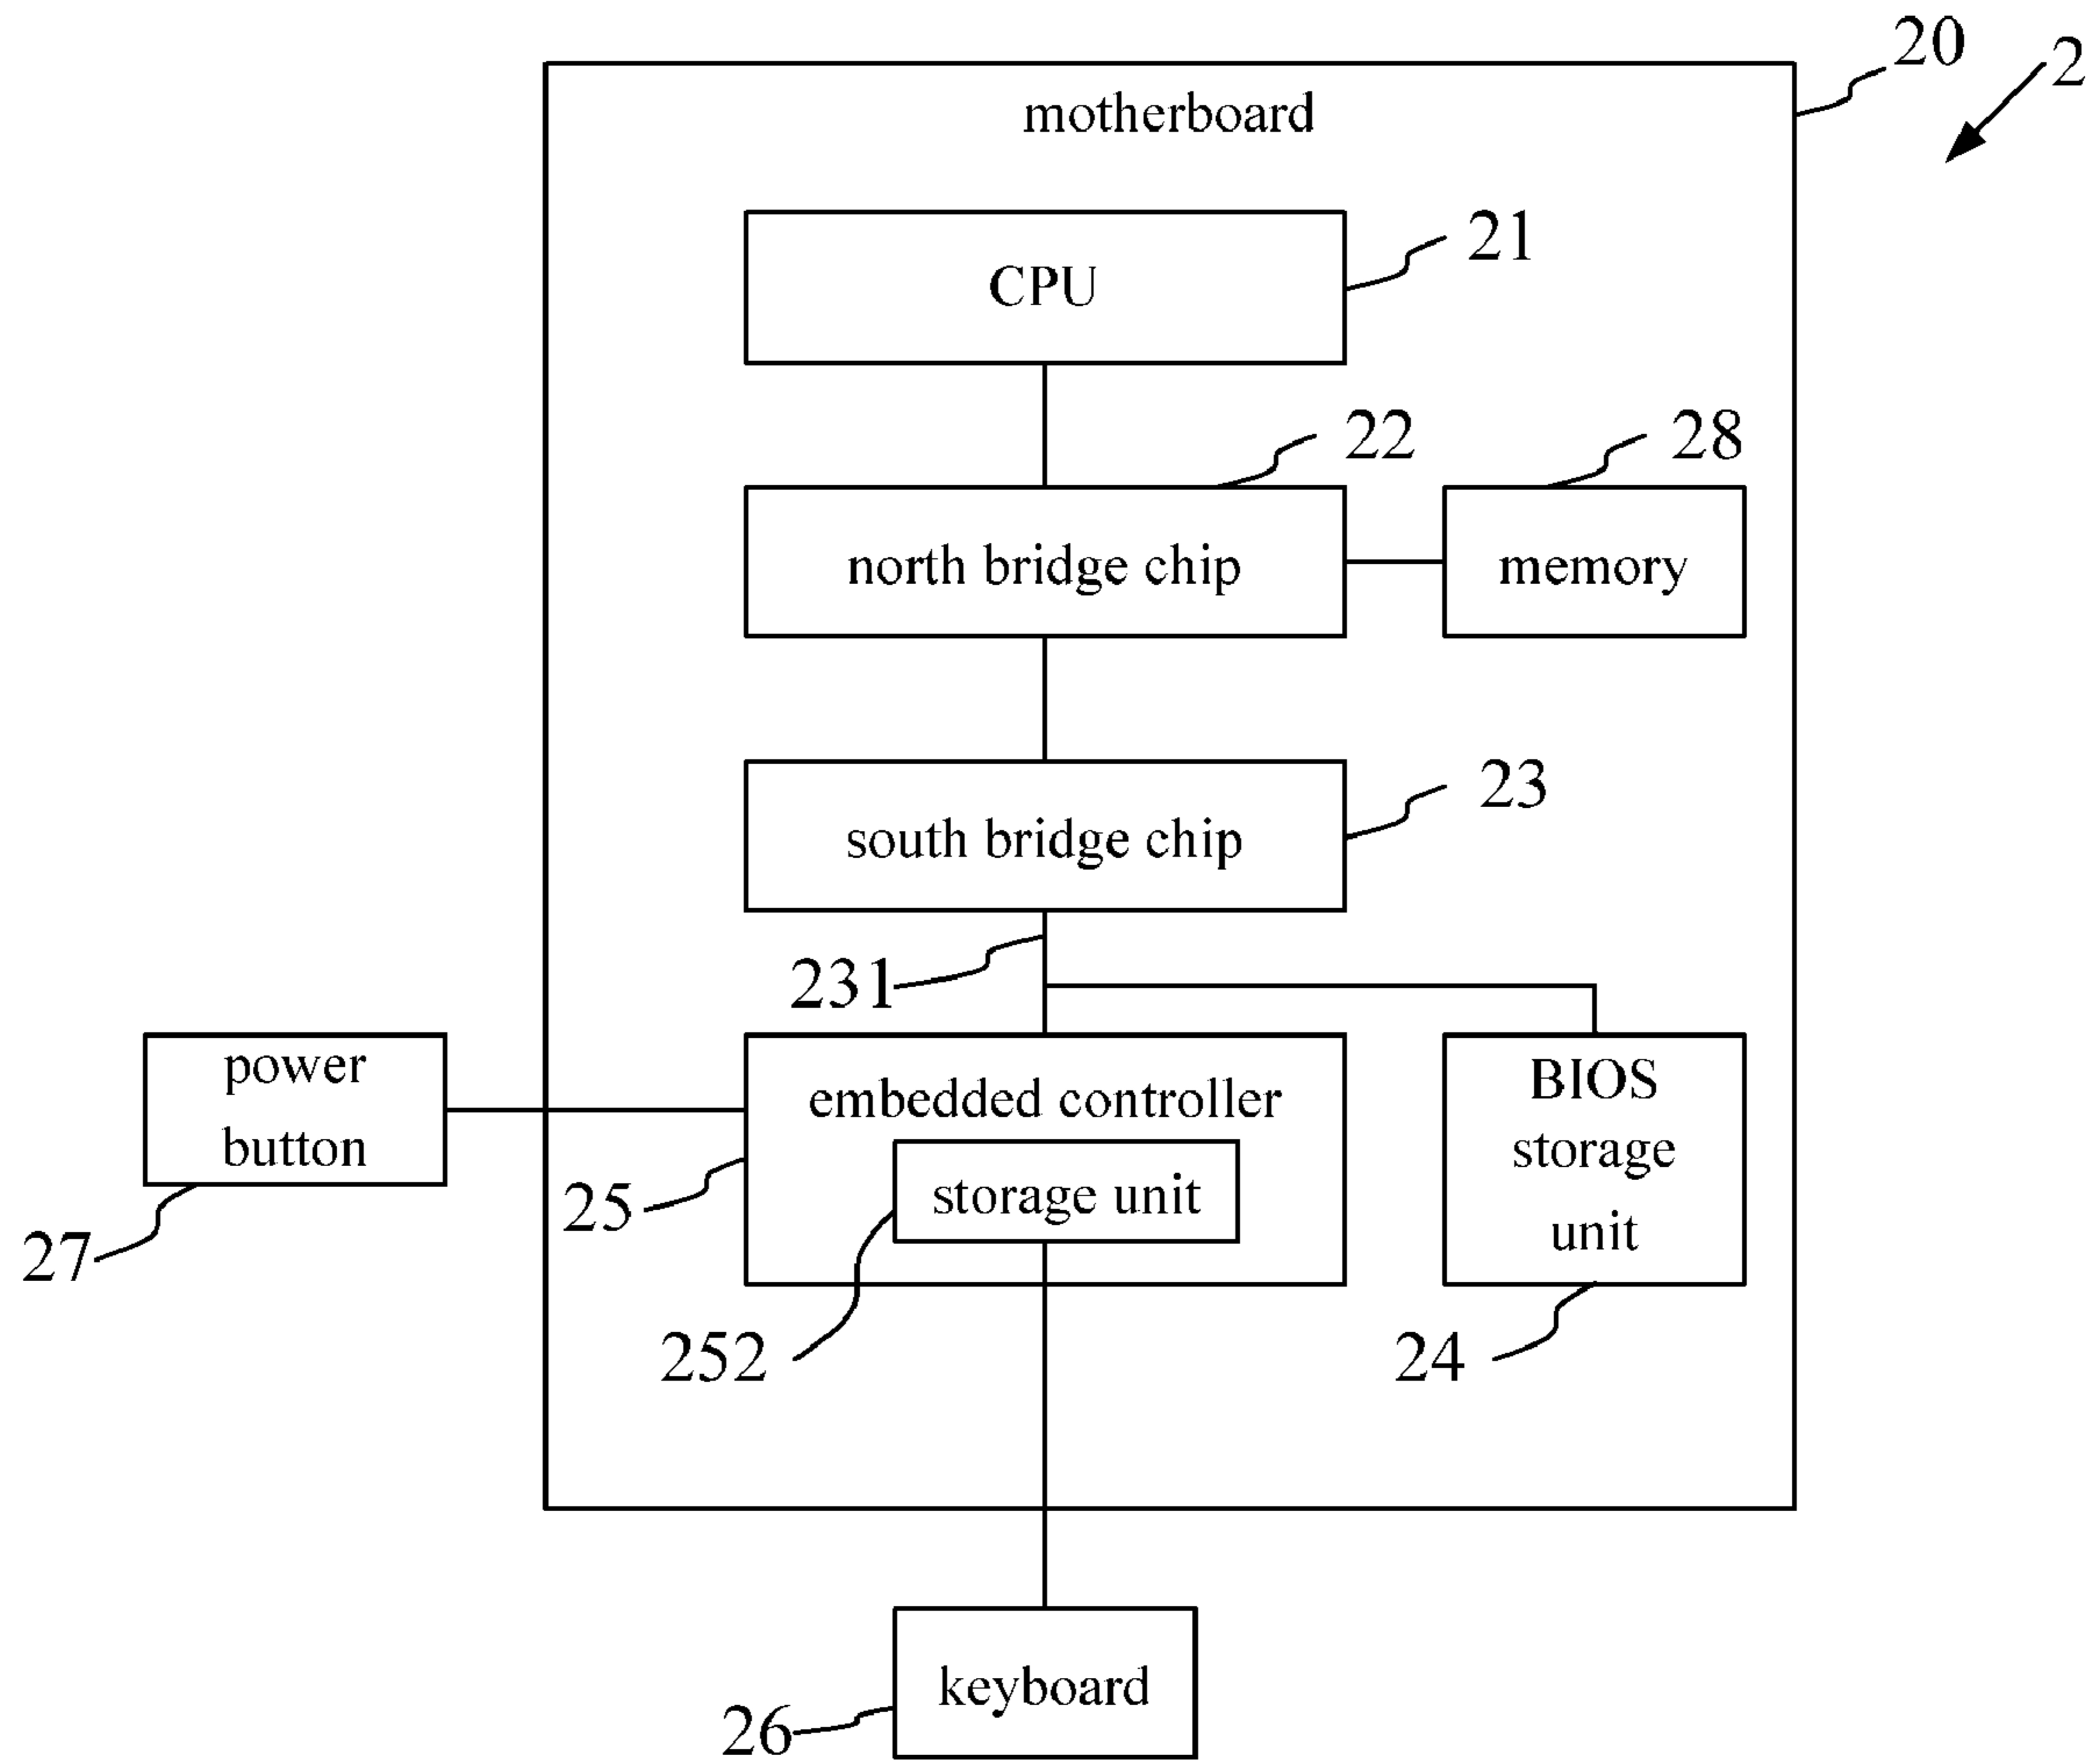 20
2
motherboard
21
CPU
22
28
north bridge chip
memory
23
south bridge chip
231
power
button
embedded controller
BIOS
storage
unit
storage unit
25
27
252
24
keyboard
26